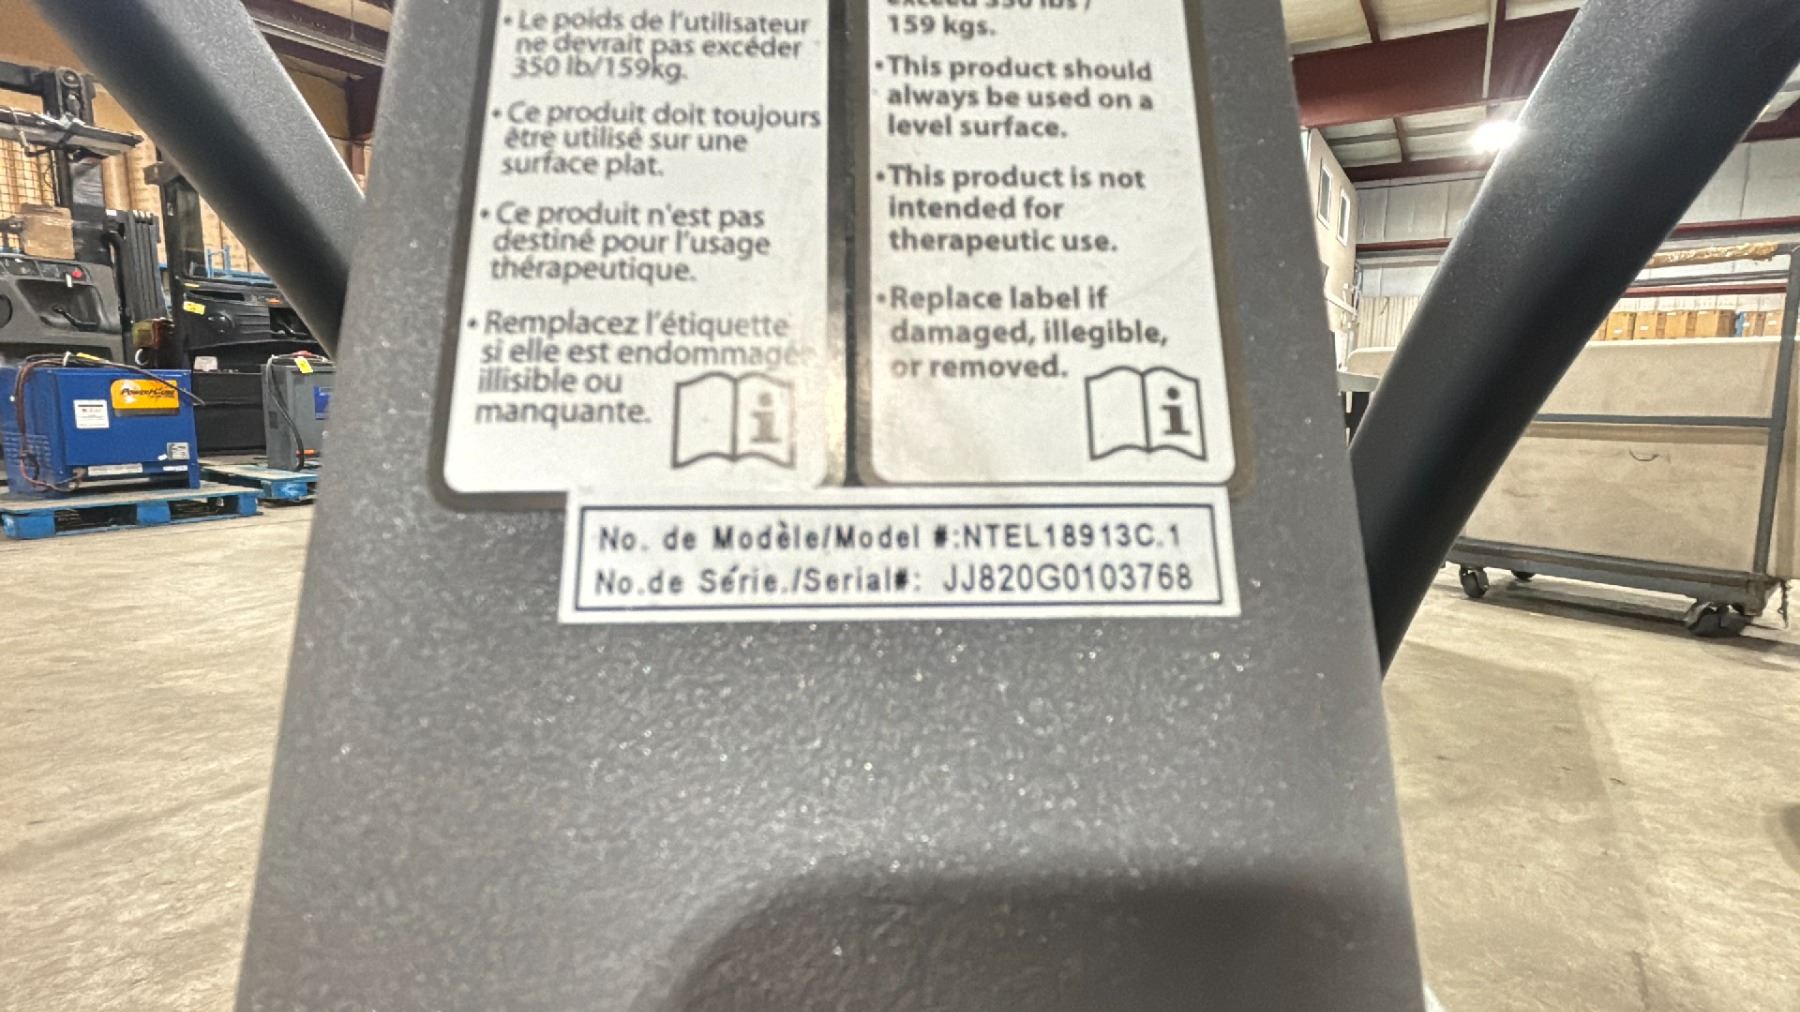 • Le poids de l'utilisateur
ne devrait pas excéder
350 lb/159kg.
• Ce produit doit toujours
être utilisé sur une
surface plat.
• Ce produit n'est pas
destiné pour l'usage
thérapeutique.
• Remplacez l'étiquette
si elle est endommagée
illisible ou
manquante.
exceed 350 lbs /
159 kgs.
• This product should
always be used on a
level surface.
• This product is not
intended for
therapeutic use.
• Replace label if
damaged, illegible,
or removed.
No. de Modèle/Model #:NTEL18913C.1
No.de Série./Serial#: JJ820G0103768